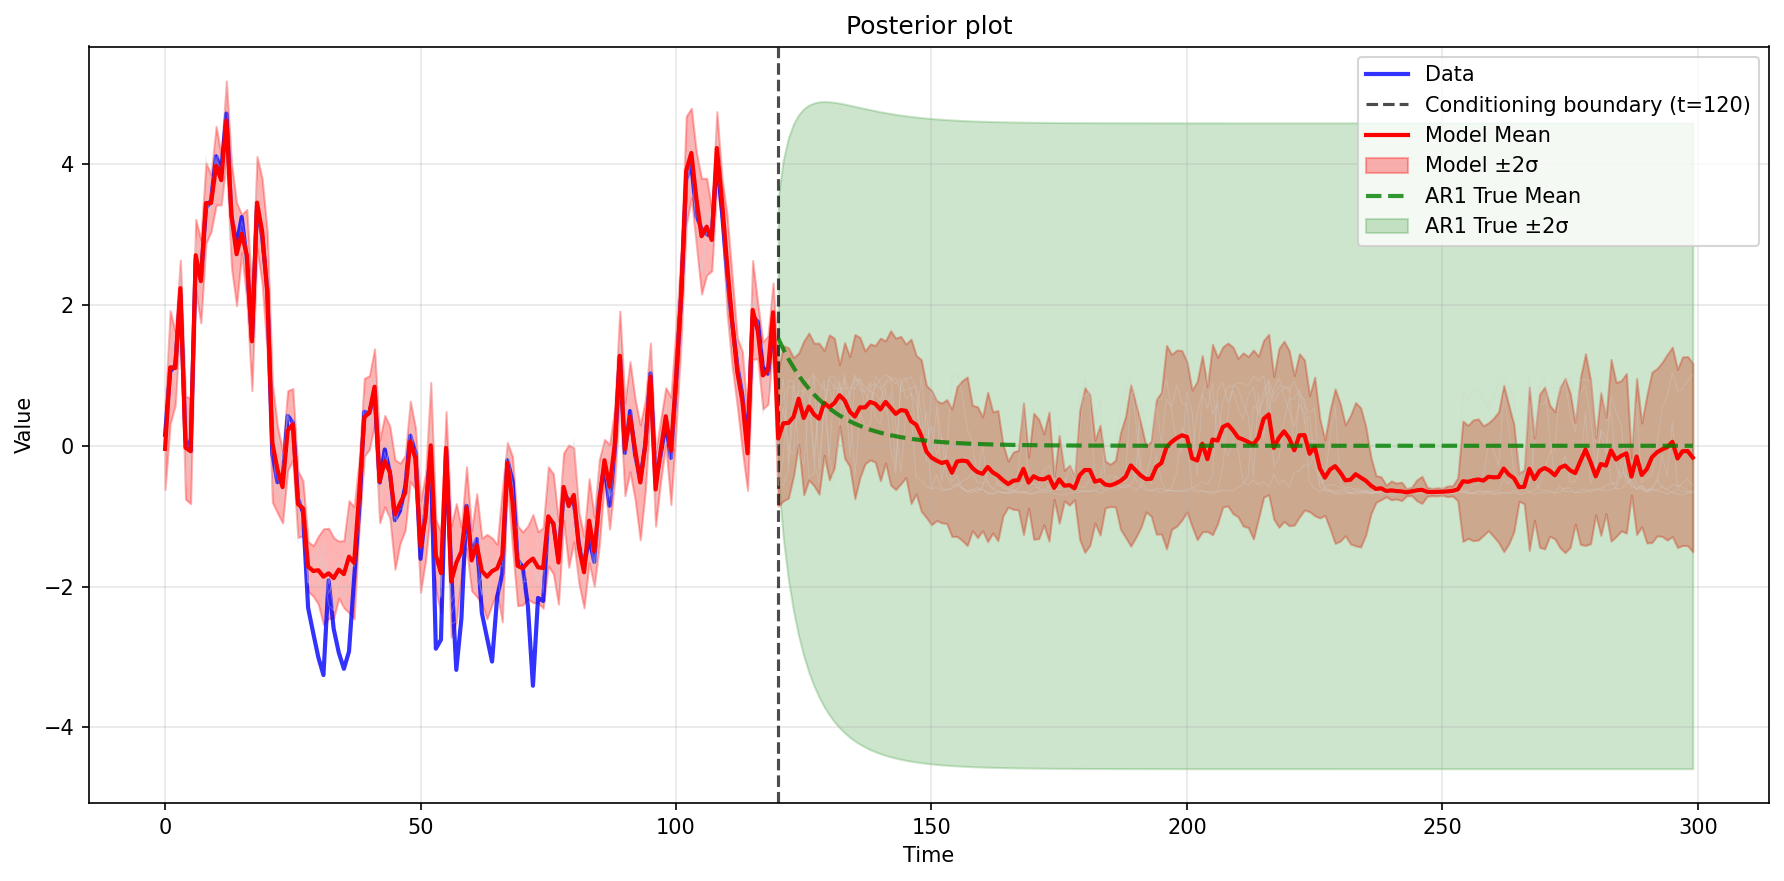 Posterior plot
Data
Conditioning boundary (t=120)
Model Mean
Model ±2σ
AR1 True Mean
AR1 True ±2σ
Value
4
2
0
−2
−4
0
50
100
150
200
250
300
Time